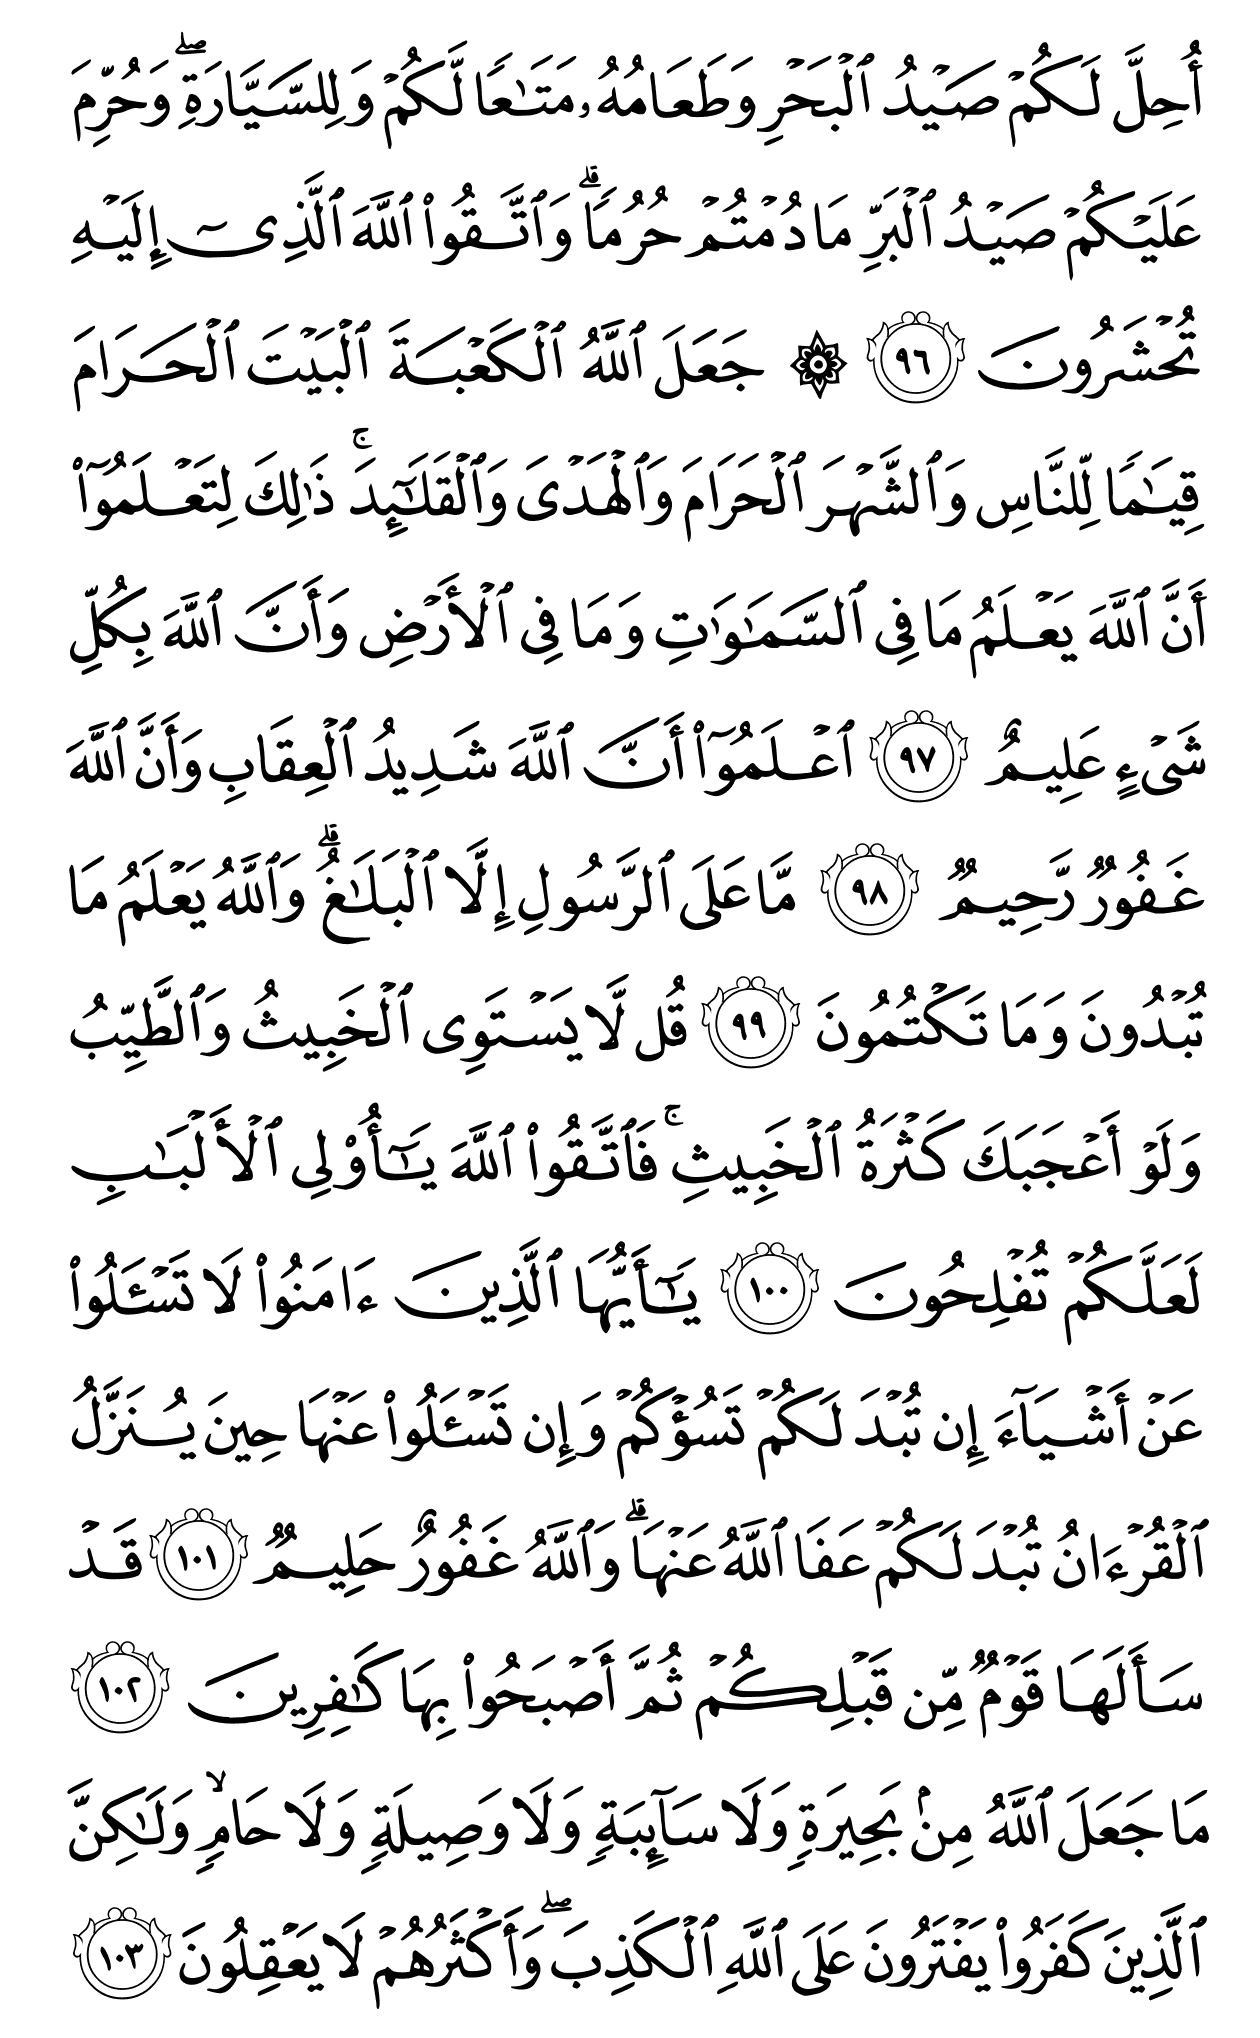 أُحِلَّ لَكُمۡ صَيۡدُ ٱلۡبَحۡرِ وَطَعَامُهُۥ مَتَٰعٗا لَّكُمۡ وَلِلسَّيَّارَةِۖ وَحُرِّمَ
عَلَيۡكُمۡ صَيۡدُ ٱلۡبَرِّ مَا دُمۡتُمۡ حُرُمٗاۗ وَٱتَّقُواْ ٱللَّهَ ٱلَّذِيٓ إِلَيۡهِ
تُحۡشَرُونَ ٩٦ ۞ جَعَلَ ٱللَّهُ ٱلۡكَعۡبَةَ ٱلۡبَيۡتَ ٱلۡحَرَامَ
قِيَٰمٗا لِّلنَّاسِ وَٱلشَّهۡرَ ٱلۡحَرَامَ وَٱلۡهَدۡيَ وَٱلۡقَلَٰٓئِدَۚ ذَٰلِكَ لِتَعۡلَمُوٓاْ
أَنَّ ٱللَّهَ يَعۡلَمُ مَا فِي ٱلسَّمَٰوَٰتِ وَمَا فِي ٱلۡأَرۡضِ وَأَنَّ ٱللَّهَ بِكُلِّ
شَيۡءٍ عَلِيمٌ ٩٧ ٱعۡلَمُوٓاْ أَنَّ ٱللَّهَ شَدِيدُ ٱلۡعِقَابِ وَأَنَّ ٱللَّهَ
غَفُورٞ رَّحِيمٞ ٩٨ مَّا عَلَى ٱلرَّسُولِ إِلَّا ٱلۡبَلَٰغُۗ وَٱللَّهُ يَعۡلَمُ مَا
تُبۡدُونَ وَمَا تَكۡتُمُونَ ٩٩ قُل لَّا يَسۡتَوِي ٱلۡخَبِيثُ وَٱلطَّيِّبُ
وَلَوۡ أَعۡجَبَكَ كَثۡرَةُ ٱلۡخَبِيثِۚ فَٱتَّقُواْ ٱللَّهَ يَٰٓأُوْلِي ٱلۡأَلۡبَٰبِ
لَعَلَّكُمۡ تُفۡلِحُونَ ١٠٠ يَٰٓأَيُّهَا ٱلَّذِينَ ءَامَنُواْ لَا تَسۡـَٔلُواْ
عَنۡ أَشۡيَآءَ إِن تُبۡدَ لَكُمۡ تَسُؤۡكُمۡ وَإِن تَسۡـَٔلُواْ عَنۡهَا حِينَ يُنَزَّلُ
ٱلۡقُرۡءَانُ تُبۡدَ لَكُمۡ عَفَا ٱللَّهُ عَنۡهَاۗ وَٱللَّهُ غَفُورٌ حَلِيمٞ ١٠١ قَدۡ
سَأَلَهَا قَوۡمٞ مِّن قَبۡلِكُمۡ ثُمَّ أَصۡبَحُواْ بِهَا كَٰفِرِينَ ١٠٢
مَا جَعَلَ ٱللَّهُ مِنۢ بَحِيرَةٖ وَلَا سَآئِبَةٖ وَلَا وَصِيلَةٖ وَلَا حَامٖ وَلَٰكِنَّ
ٱلَّذِينَ كَفَرُواْ يَفۡتَرُونَ عَلَى ٱللَّهِ ٱلۡكَذِبَۖ وَأَكۡثَرُهُمۡ لَا يَعۡقِلُونَ ١٠٣